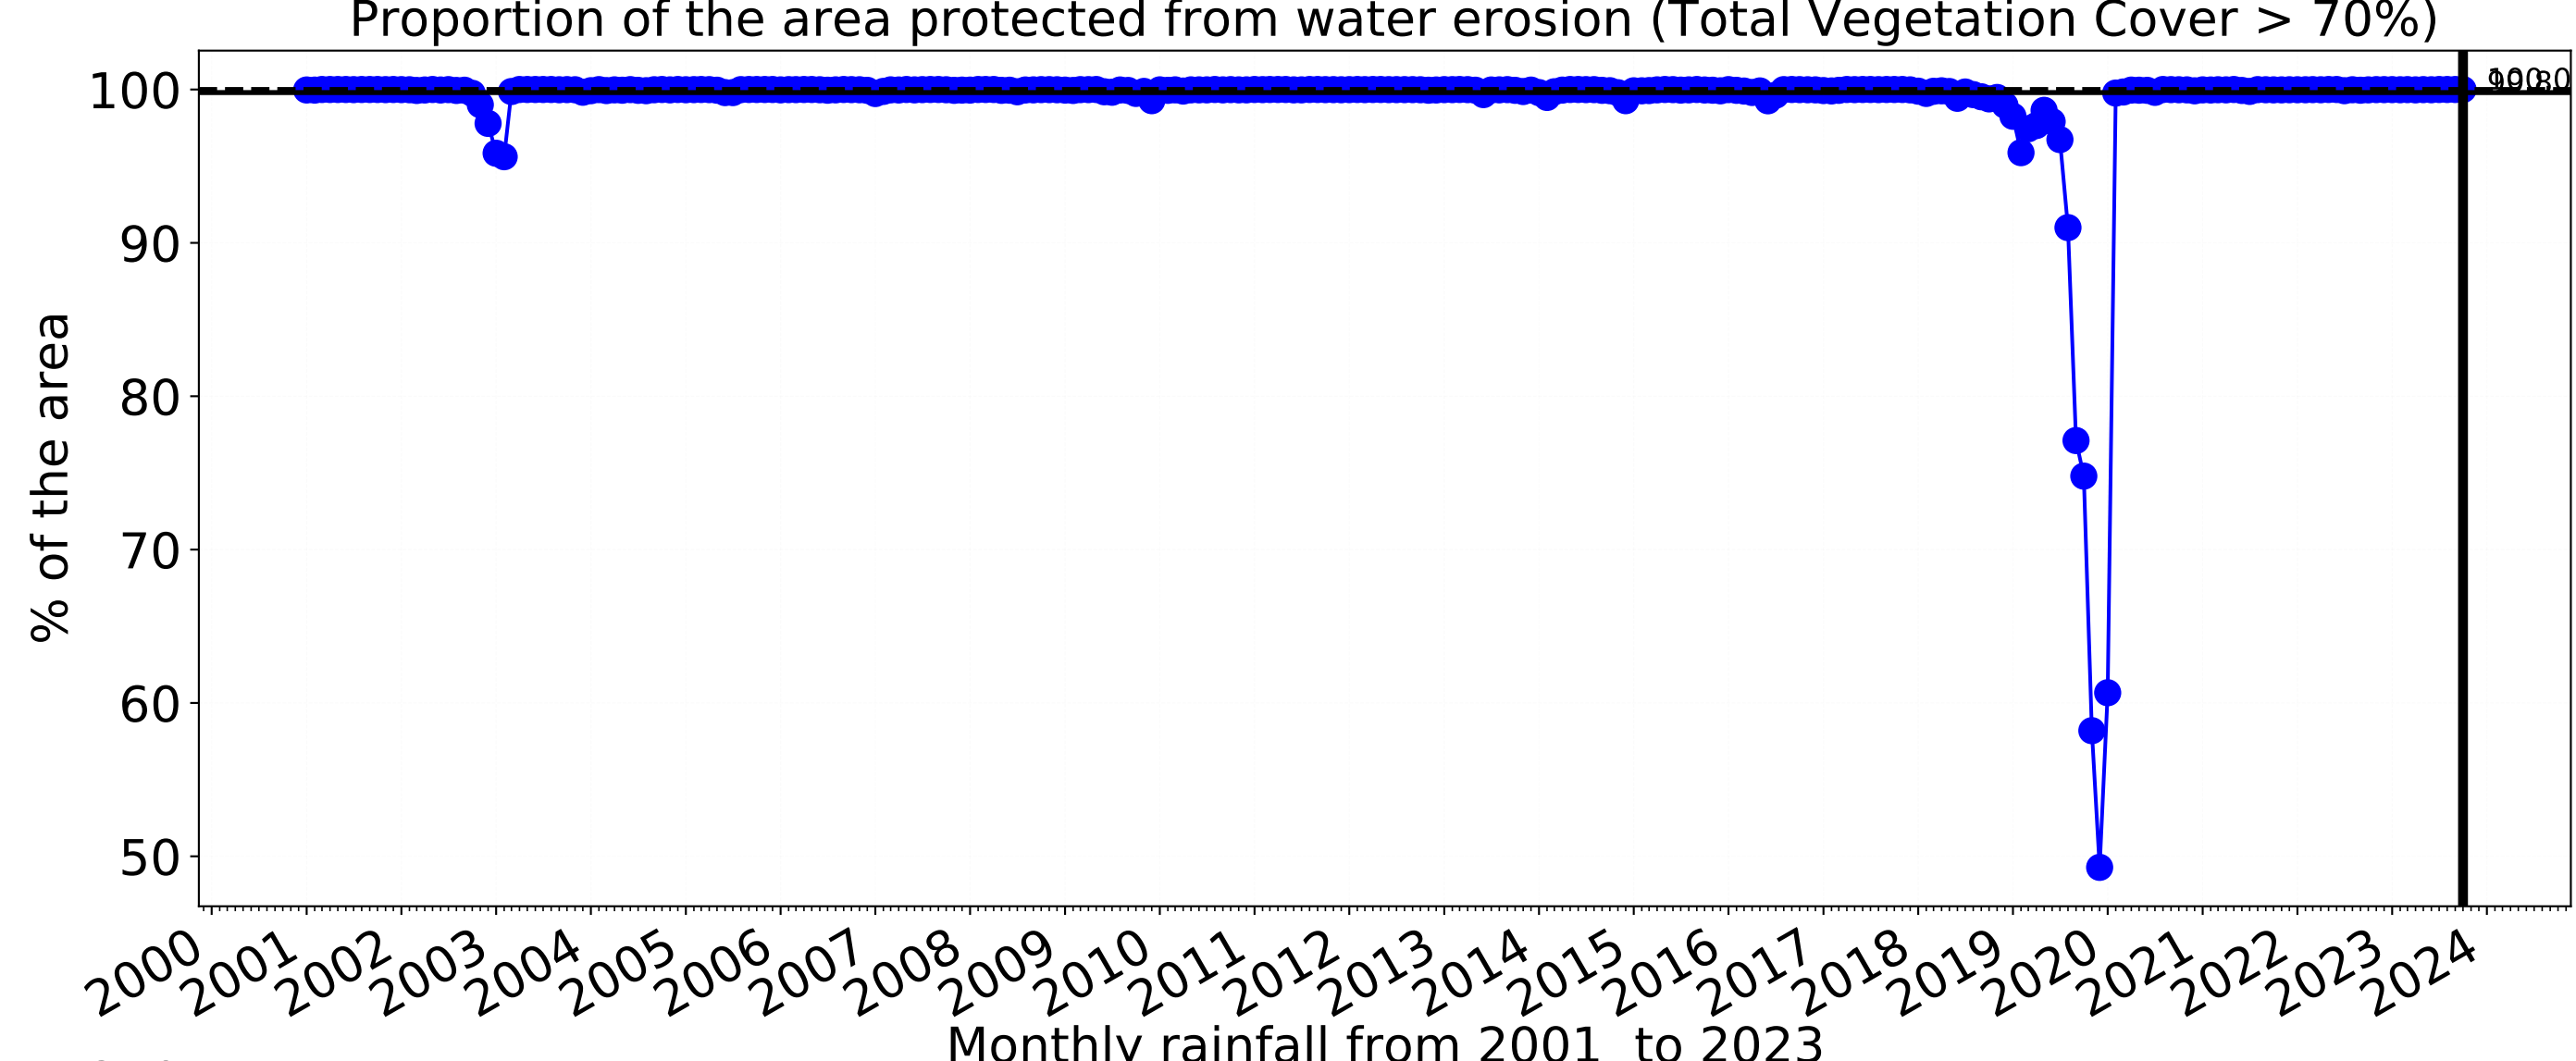 Proportion of the area protected from water erosion (Total Vegetation Cover > 70%)
% of the area
100
90
80
70
60
50
2000 2001 2002 2003 2004 2005 2006 2007 2008 2009 2010 2011 2012 2013 2014 2015 2016 2017 2018 2019 2020 2021 2022 2023 2024
Monthly rainfall from 2001 to 2023